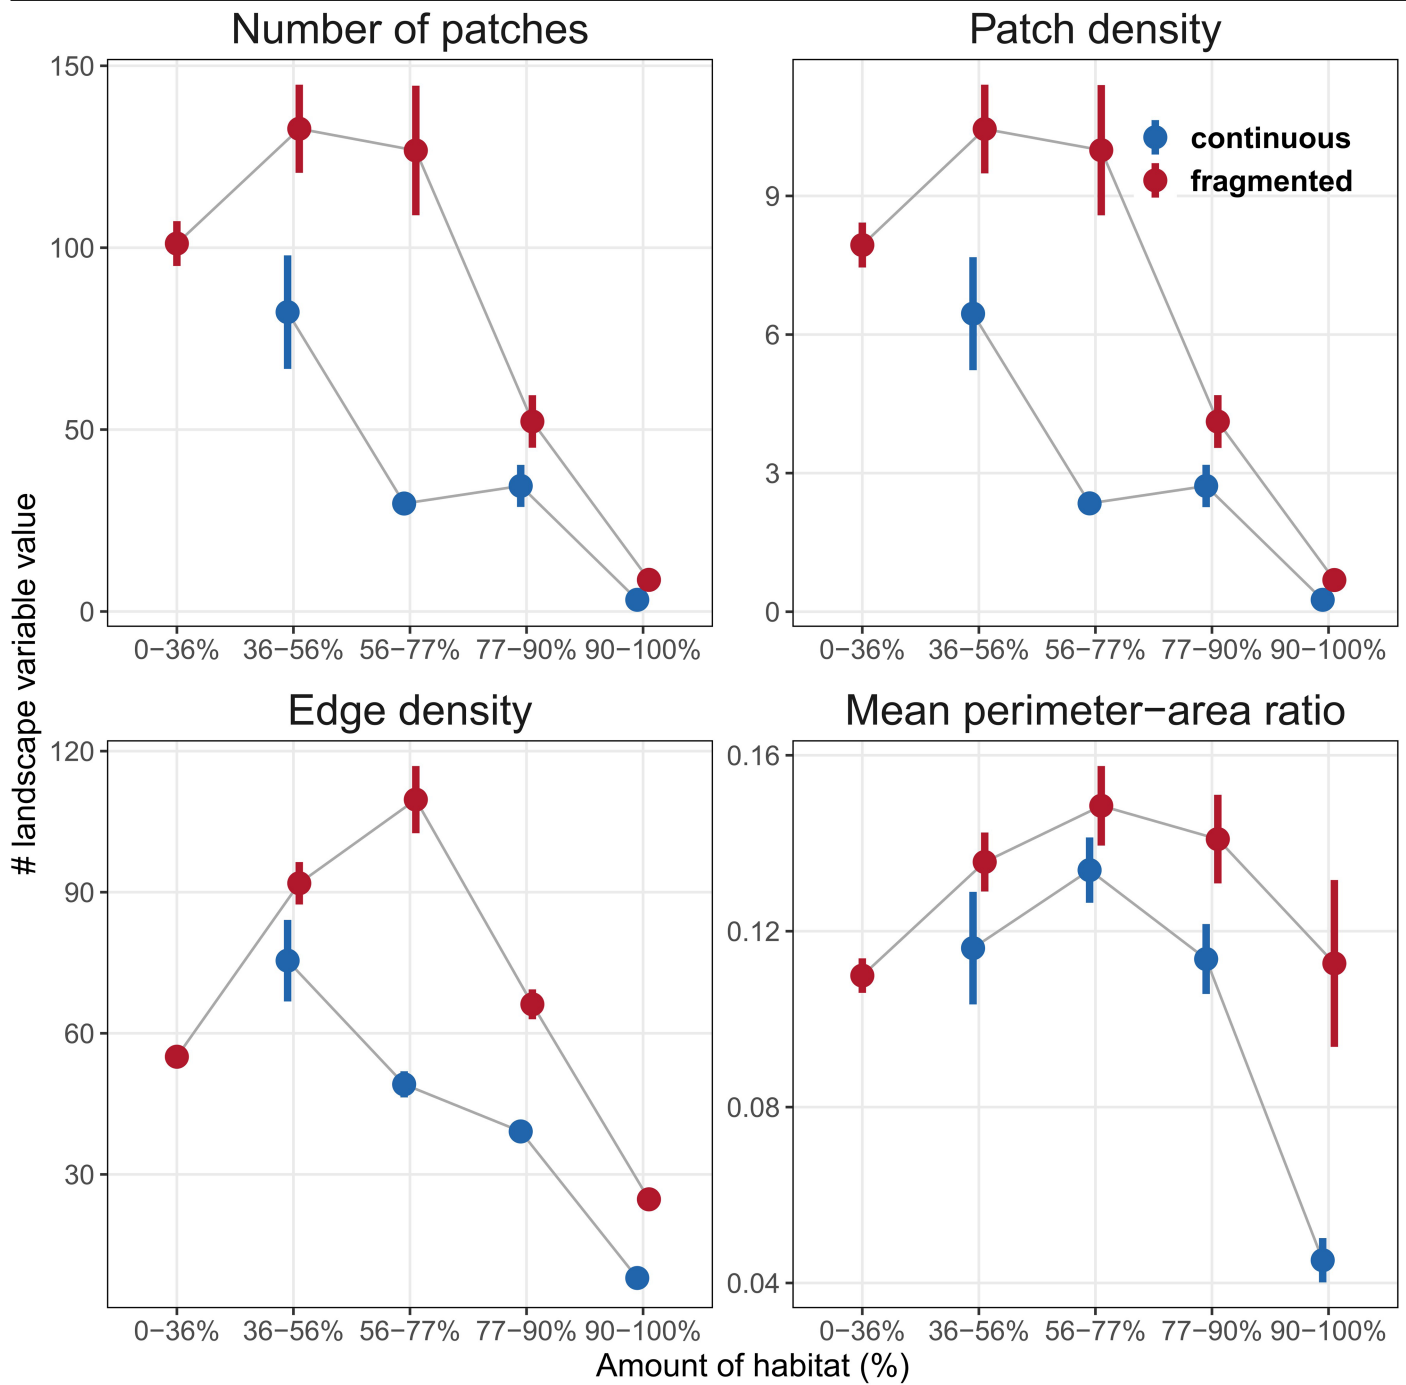 Number of patches
Patch density
150
100
50
0
9
6
3
0
continuous
fragmented
0−36% 36−56% 56−77% 77−90% 90−100%
0−36% 36−56% 56−77% 77−90% 90−100%
# landscape variable value
Edge density
Mean perimeter−area ratio
120
90
60
30
0.16
0.12
0.08
0.04
0−36% 36−56% 56−77% 77−90% 90−100%
0−36% 36−56% 56−77% 77−90% 90−100%
Amount of habitat (%)